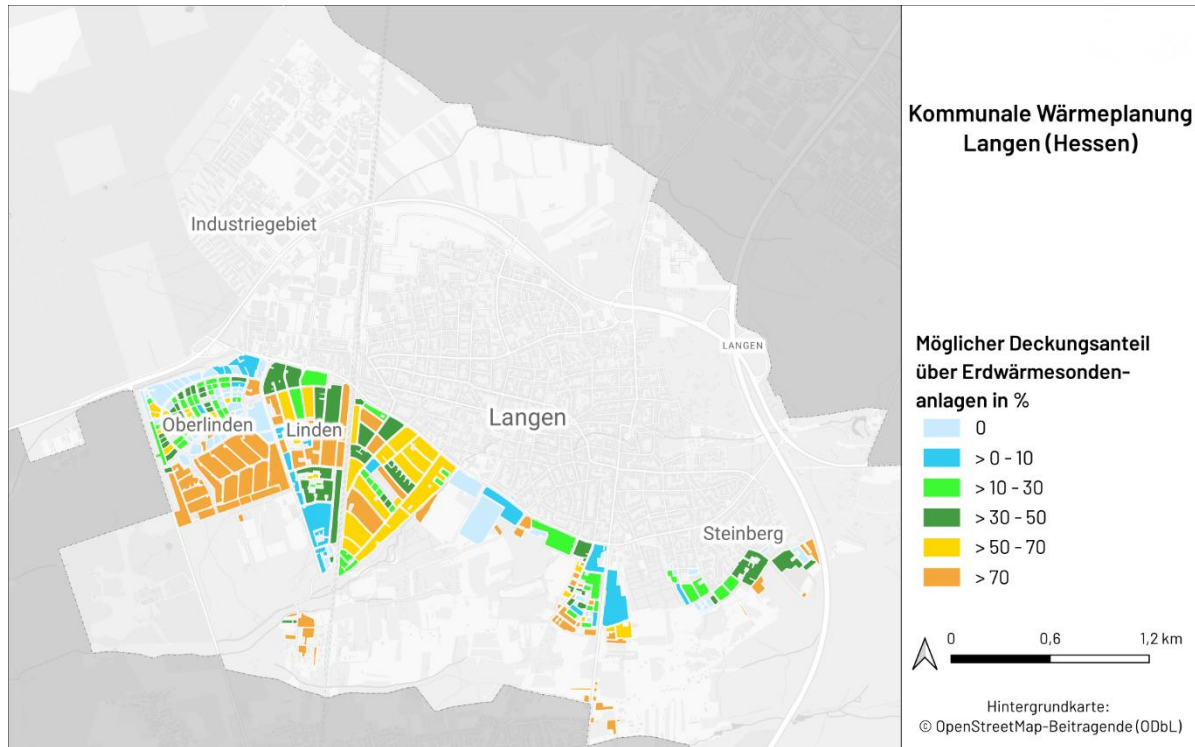 Kommunale Wärmeplanung
Langen (Hessen)
Industriegebiet
LANGEN
Oberlinden
Linden
Langen
Steinberg
Möglicher Deckungsanteil
über Erdwärmesonden-
anlagen in %
0
> 0 - 10
> 10 - 30
> 30 - 50
> 50 - 70
> 70
0 0,6 1,2 km
Hintergrundkarte:
© OpenStreetMap-Beitragende (ODbL)